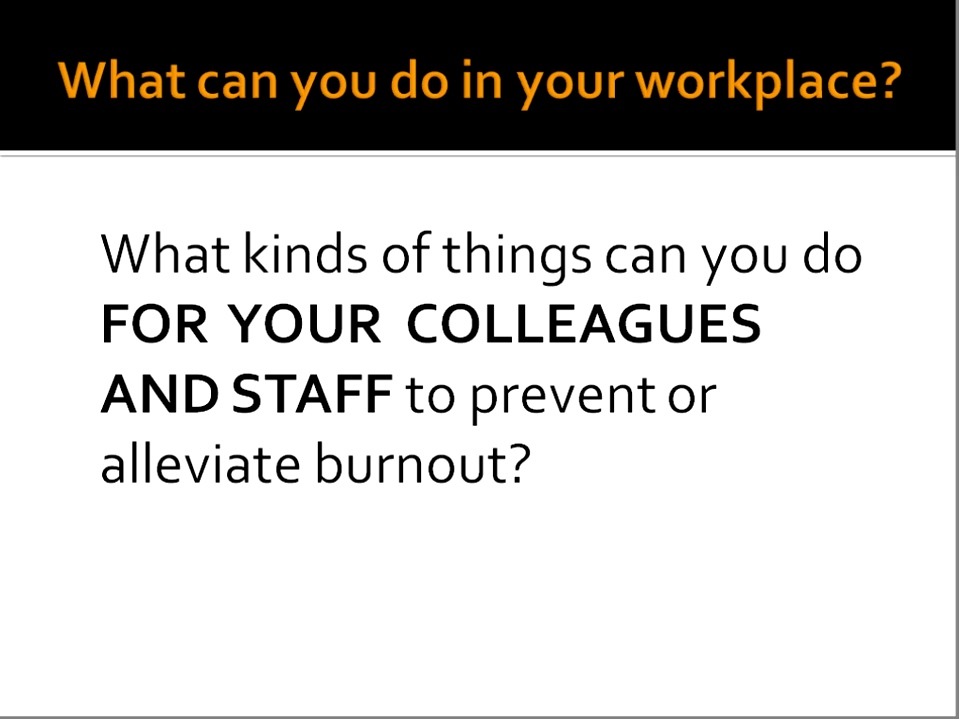 What can you do in your workplace?
What kinds of things can you do
FOR YOUR COLLEAGUES
AND STAFF to prevent or
alleviate burnout?